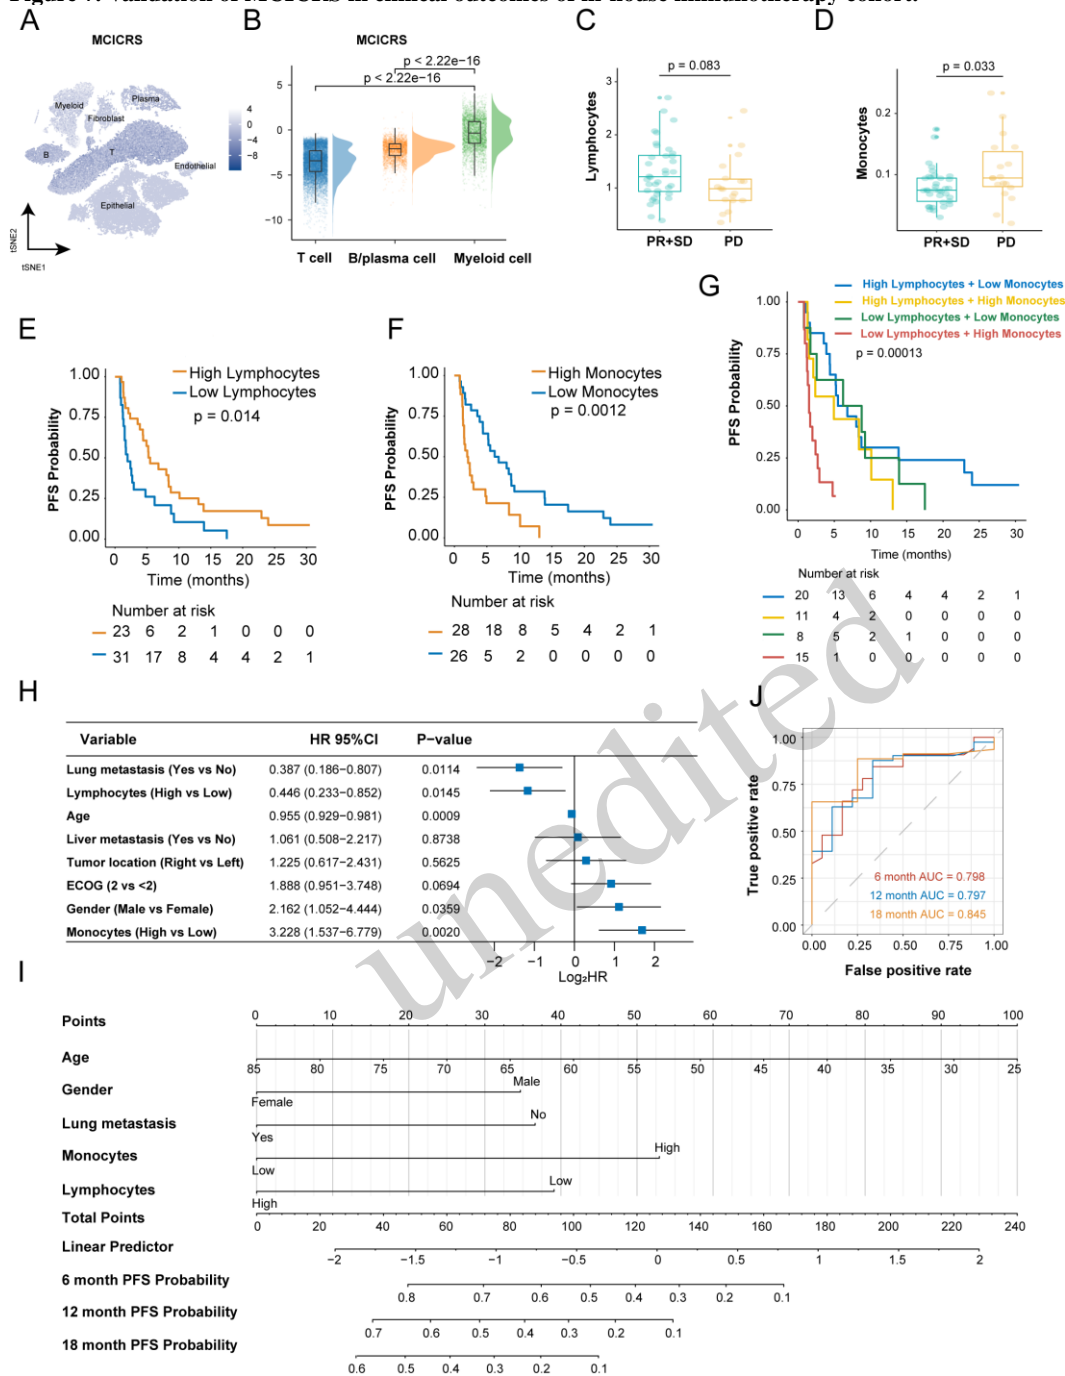 Figure 7. Validation of MCICRS in clinical outcomes of in-house immunotherapy cohort.
A
MCICRS
Myeloid
Plasma
Fibroblast
B
T
Endothelial
Epithelial
4
0
−4
−8
tSNE2
tSNE1
B
MCICRS
p < 2.22e−16
p < 2.22e−16
5
0
−5
−10
T cell B/plasma cell Myeloid cell
C
p = 0.083
Lymphocytes
3
2
1
PR+SD PD
D
p = 0.033
Monocytes
0.2
0.1
PR+SD PD
E
High Lymphocytes
Low Lymphocytes
p = 0.014
PFS Probability
1.00
0.75
0.50
0.25
0.00
0 5 10 15 20 25 30
Time (months)
Number at risk
23 6 2 1 0 0 0
31 17 8 4 4 2 1
F
High Monocytes
Low Monocytes
p = 0.0012
PFS Probability
1.00
0.75
0.50
0.25
0.00
0 5 10 15 20 25 30
Time (months)
Number at risk
28 18 8 5 4 2 1
26 5 2 0 0 0 0
G
High Lymphocytes + Low Monocytes
High Lymphocytes + High Monocytes
Low Lymphocytes + Low Monocytes
Low Lymphocytes + High Monocytes
p = 0.00013
PFS Probability
1.00
0.75
0.50
0.25
0.00
0 5 10 15 20 25 30
Time (months)
Number at risk
20 13 6 4 4 2 1
11 4 2 0 0 0 0
8 5 2 1 0 0 0
15 1 0 0 0 0 0
unedited
H
Variable HR 95%CI P−value
Lung metastasis (Yes vs No) 0.387 (0.186−0.807) 0.0114
Lymphocytes (High vs Low) 0.446 (0.233−0.852) 0.0145
Age 0.955 (0.929−0.981) 0.0009
Liver metastasis (Yes vs No) 1.061 (0.508−2.217) 0.8738
Tumor location (Right vs Left) 1.225 (0.617−2.431) 0.5625
ECOG (2 vs <2) 1.888 (0.951−3.748) 0.0694
Gender (Male vs Female) 2.162 (1.052−4.444) 0.0359
Monocytes (High vs Low) 3.228 (1.537−6.779) 0.0020
−2 −1 0 1 2
Log₂HR
J
True positive rate
1.00
0.75
0.50
0.25
0.00
6 month AUC = 0.798
12 month AUC = 0.797
18 month AUC = 0.845
0.00 0.25 0.50 0.75 1.00
False positive rate
I
Points 0 10 20 30 40 50 60 70 80 90 100
Age
85 80 75 70 65 60 55 50 45 40 35 30 25
Gender Male
Female
Lung metastasis No
Yes
Monocytes High
Low
Lymphocytes Low
High
Total Points 0 20 40 60 80 100 120 140 160 180 200 220 240
Linear Predictor −2 −1.5 −1 −0.5 0 0.5 1 1.5 2
6 month PFS Probability
0.8 0.7 0.6 0.5 0.4 0.3 0.2 0.1
12 month PFS Probability
0.7 0.6 0.5 0.4 0.3 0.2 0.1
18 month PFS Probability
0.6 0.5 0.4 0.3 0.2 0.1